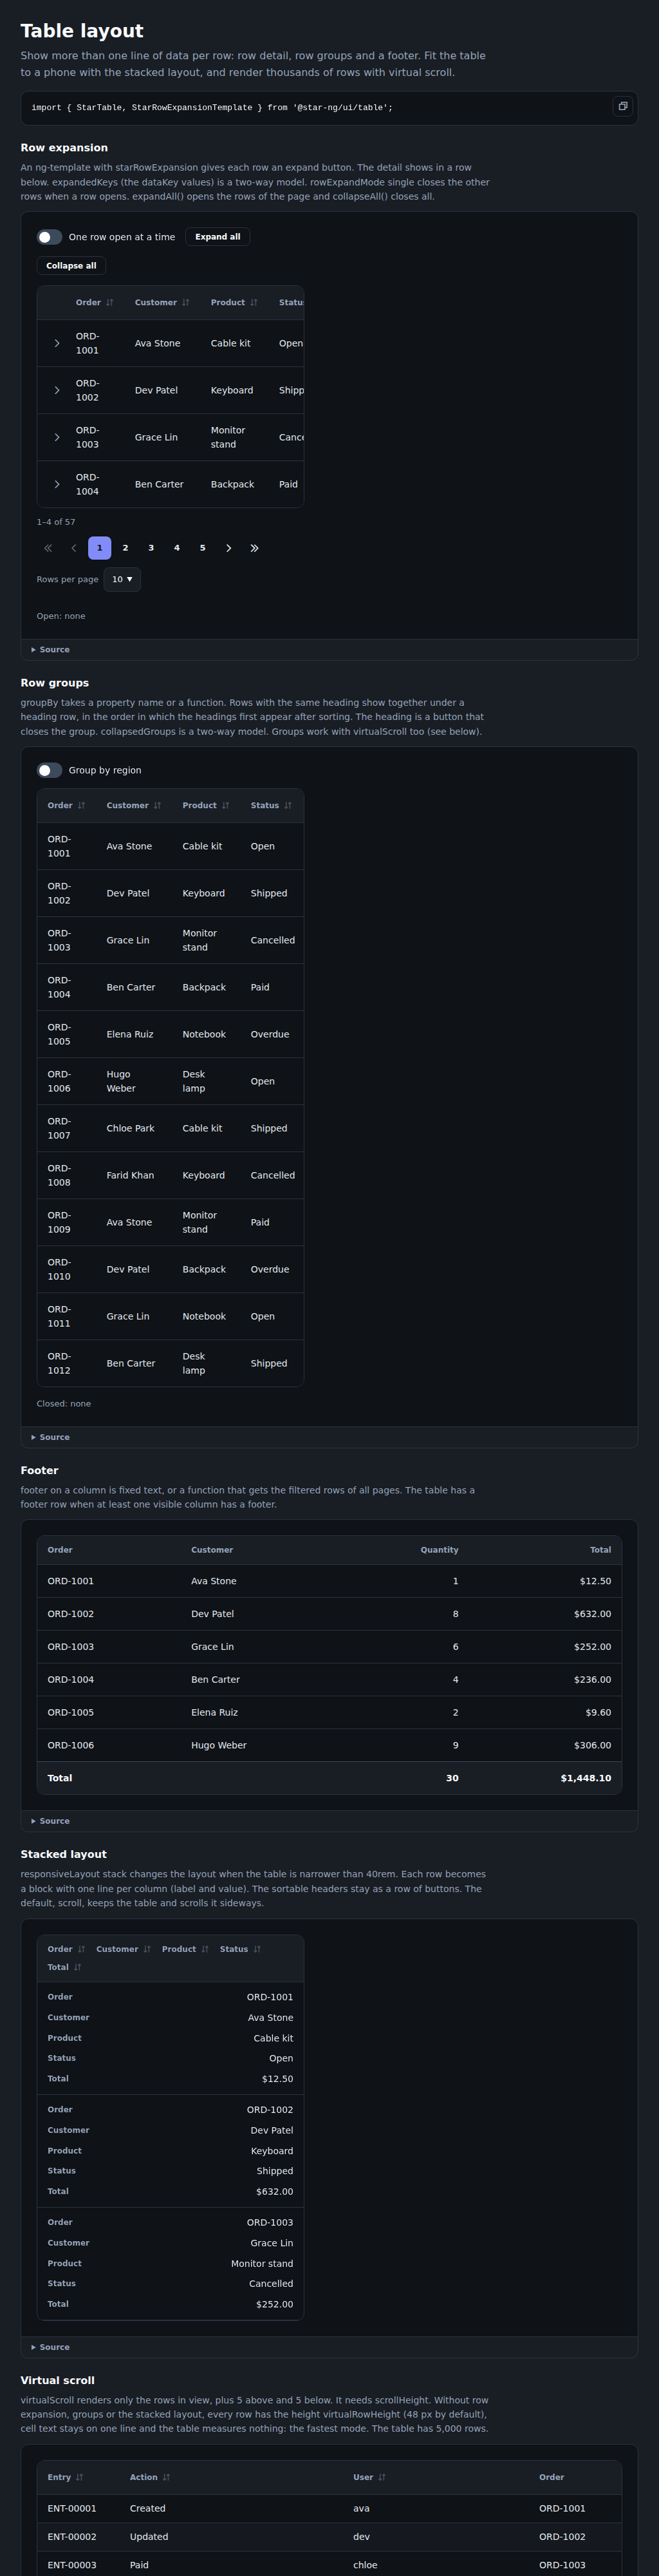 Table layout
Show more than one line of data per row: row detail, row groups and a footer. Fit the table
to a phone with the stacked layout, and render thousands of rows with virtual scroll.
import { StarTable, StarRowExpansionTemplate } from '@star-ng/ui/table';
Row expansion
An ng-template with starRowExpansion gives each row an expand button. The detail shows in a row
below. expandedKeys (the dataKey values) is a two-way model. rowExpandMode single closes the other
rows when a row opens. expandAll() opens the rows of the page and collapseAll() closes all.
One row open at a time Expand all
Collapse all
Order Customer Product Status
ORD-
1001 Ava Stone Cable kit Open
ORD-
1002 Dev Patel Keyboard Shipp
ORD-
1003 Grace Lin Monitor
stand Cance
ORD-
1004 Ben Carter Backpack Paid
1–4 of 57
1 2 3 4 5
Rows per page 10
Open: none
Source
Row groups
groupBy takes a property name or a function. Rows with the same heading show together under a
heading row, in the order in which the headings first appear after sorting. The heading is a button that
closes the group. collapsedGroups is a two-way model. Groups work with virtualScroll too (see below).
Group by region
Order Customer Product Status
ORD-
1001 Ava Stone Cable kit Open
ORD-
1002 Dev Patel Keyboard Shipped
ORD-
1003 Grace Lin Monitor
stand Cancelled
ORD-
1004 Ben Carter Backpack Paid
ORD-
1005 Elena Ruiz Notebook Overdue
ORD-
1006 Hugo
Weber Desk
lamp Open
ORD-
1007 Chloe Park Cable kit Shipped
ORD-
1008 Farid Khan Keyboard Cancelled
ORD-
1009 Ava Stone Monitor
stand Paid
ORD-
1010 Dev Patel Backpack Overdue
ORD-
1011 Grace Lin Notebook Open
ORD-
1012 Ben Carter Desk
lamp Shipped
Closed: none
Source
Footer
footer on a column is fixed text, or a function that gets the filtered rows of all pages. The table has a
footer row when at least one visible column has a footer.
Order Customer Quantity Total
ORD-1001 Ava Stone 1 $12.50
ORD-1002 Dev Patel 8 $632.00
ORD-1003 Grace Lin 6 $252.00
ORD-1004 Ben Carter 4 $236.00
ORD-1005 Elena Ruiz 2 $9.60
ORD-1006 Hugo Weber 9 $306.00
Total 30 $1,448.10
Source
Stacked layout
responsiveLayout stack changes the layout when the table is narrower than 40rem. Each row becomes
a block with one line per column (label and value). The sortable headers stay as a row of buttons. The
default, scroll, keeps the table and scrolls it sideways.
Order Customer Product Status
Total
Order ORD-1001
Customer Ava Stone
Product Cable kit
Status Open
Total $12.50
Order ORD-1002
Customer Dev Patel
Product Keyboard
Status Shipped
Total $632.00
Order ORD-1003
Customer Grace Lin
Product Monitor stand
Status Cancelled
Total $252.00
Source
Virtual scroll
virtualScroll renders only the rows in view, plus 5 above and 5 below. It needs scrollHeight. Without row
expansion, groups or the stacked layout, every row has the height virtualRowHeight (48 px by default),
cell text stays on one line and the table measures nothing: the fastest mode. The table has 5,000 rows.
Entry Action User Order
ENT-00001 Created ava ORD-1001
ENT-00002 Updated dev ORD-1002
ENT-00003 Paid chloe ORD-1003